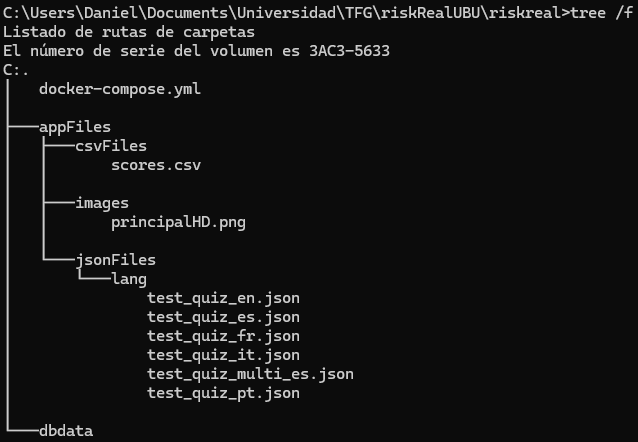 C:\Users\Daniel\Documents\Universidad\TFG\riskRealUBU\riskreal>tree /f
Listado de rutas de carpetas
El número de serie del volumen es 3AC3-5633
C:.
│   docker-compose.yml
│
├───appFiles
│   ├───csvFiles
│   │       scores.csv
│   │
│   ├───images
│   │       principalHD.png
│   │
│   └───jsonFiles
│       └───lang
│               test_quiz_en.json
│               test_quiz_es.json
│               test_quiz_fr.json
│               test_quiz_it.json
│               test_quiz_multi_es.json
│               test_quiz_pt.json
│
└───dbdata